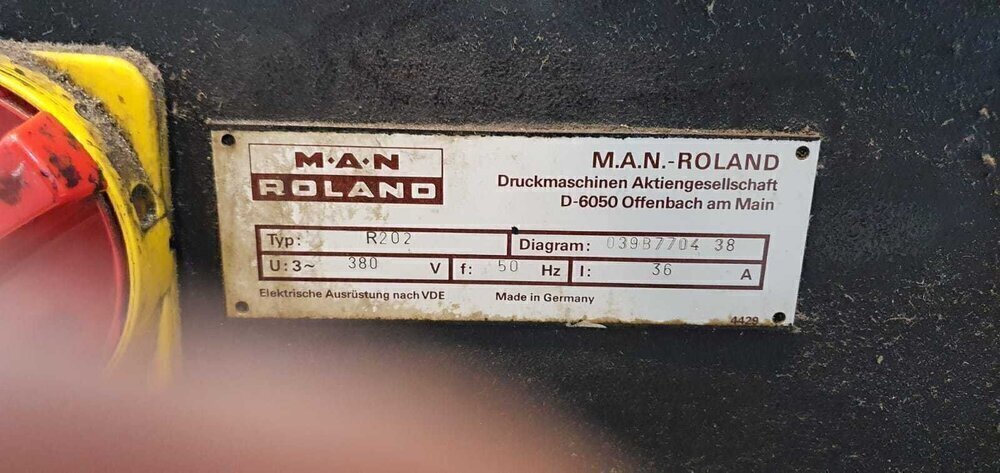 M·A·N
ROLAND
M.A.N.-ROLAND
Druckmaschinen Aktiengesellschaft
D-6050 Offenbach am Main
Typ: R202 Diagram: 039B7704 38
U:3~ 380 V f: 50 Hz I: 36 A
Elektrische Ausrüstung nach VDE Made in Germany
4429